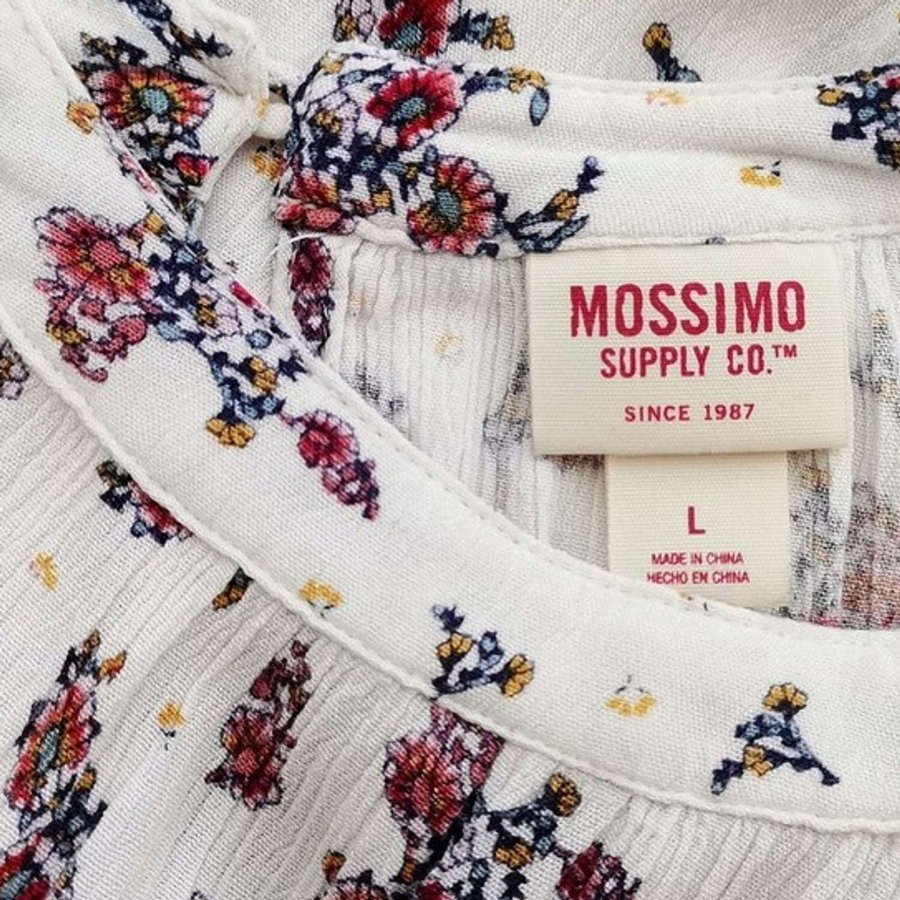 MOSSIMO
SUPPLY CO.™
SINCE 1987
L
MADE IN CHINA
HECHO EN CHINA